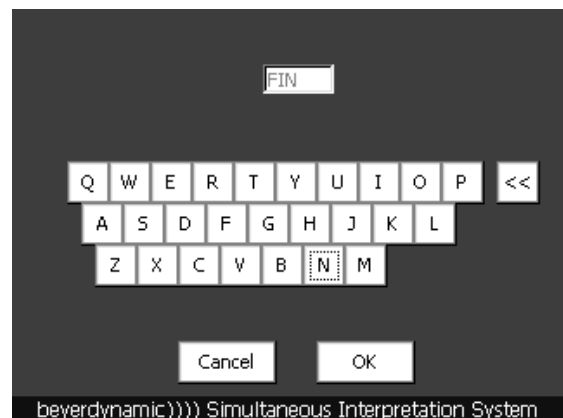 FIN
Q W E R T Y U I O P <<
A S D F G H J K L
Z X C V B N M
Cancel OK
beyerdynamic)))) Simultaneous Interpretation System